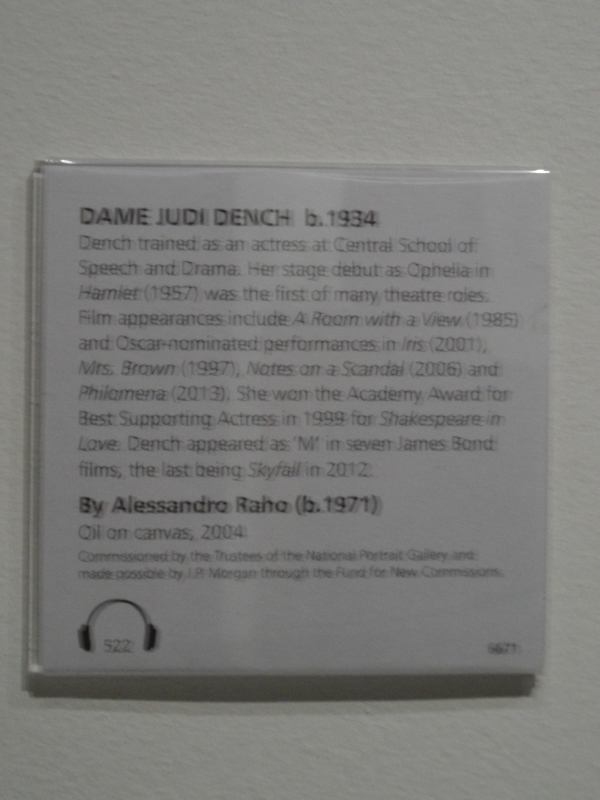 DAME JUDI DENCH b.1934
Dench trained as an actress at Central School of
Speech and Drama. Her stage debut as Ophelia in
Hamlet (1957) was the first of many theatre roles.
Film appearances include A Room with a View (1985)
and Oscar-nominated performances in Iris (2001),
Mrs. Brown (1997), Notes on a Scandal (2006) and
Philomena (2013). She won the Academy Award for
Best Supporting Actress in 1999 for Shakespeare in
Love. Dench appeared as 'M' in seven James Bond
films, the last being Skyfall in 2012.
By Alessandro Raho (b.1971)
Oil on canvas, 2004
Commissioned by the Trustees of the National Portrait Gallery and
made possible by J.P. Morgan through the Fund for New Commissions.
522
6671